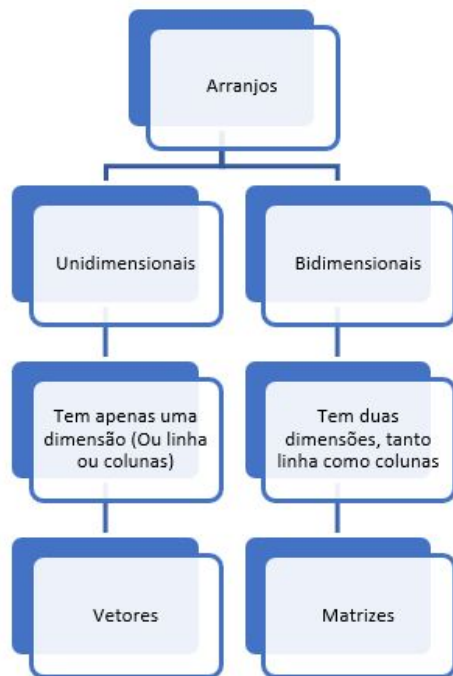 Arranjos
Unidimensionais
Bidimensionais
Tem apenas uma
dimensão (Ou linha
ou colunas)
Tem duas
dimensões, tanto
linha como colunas
Vetores
Matrizes